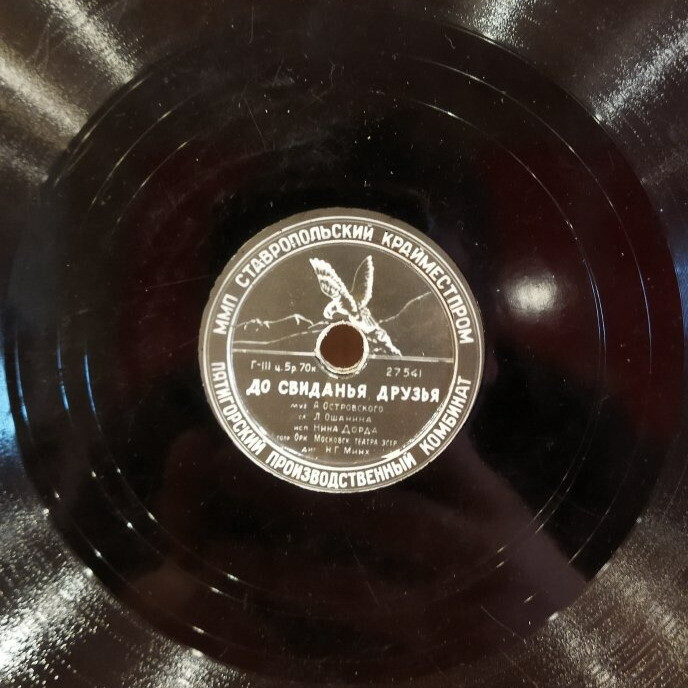 ММП СТАВРОПОЛЬСКИЙ КРАЙМЕСТПРОМ
Г-III ц. 5р. 70к 27541
ДО СВИДАНЬЯ ДРУЗЬЯ
муз А. ОСТРОВСКОГО
сл Л. ОШАНИНА
исп НИНА ДОРДА
ОРК МОСКОВСК ТЕАТРА ЭСТР
дир Н Г МИНХ
ПЯТИГОРСКИЙ ПРОИЗВОДСТВЕННЫЙ КОМБИНАТ